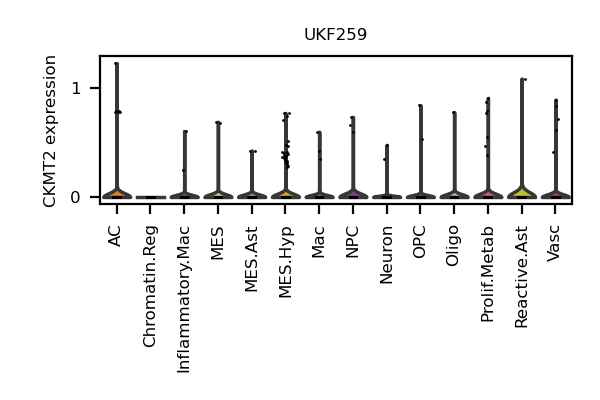 UKF259
CKMT2 expression
1
0
AC
Chromatin.Reg
Inflammatory.Mac
MES
MES.Ast
MES.Hyp
Mac
NPC
Neuron
OPC
Oligo
Prolif.Metab
Reactive.Ast
Vasc